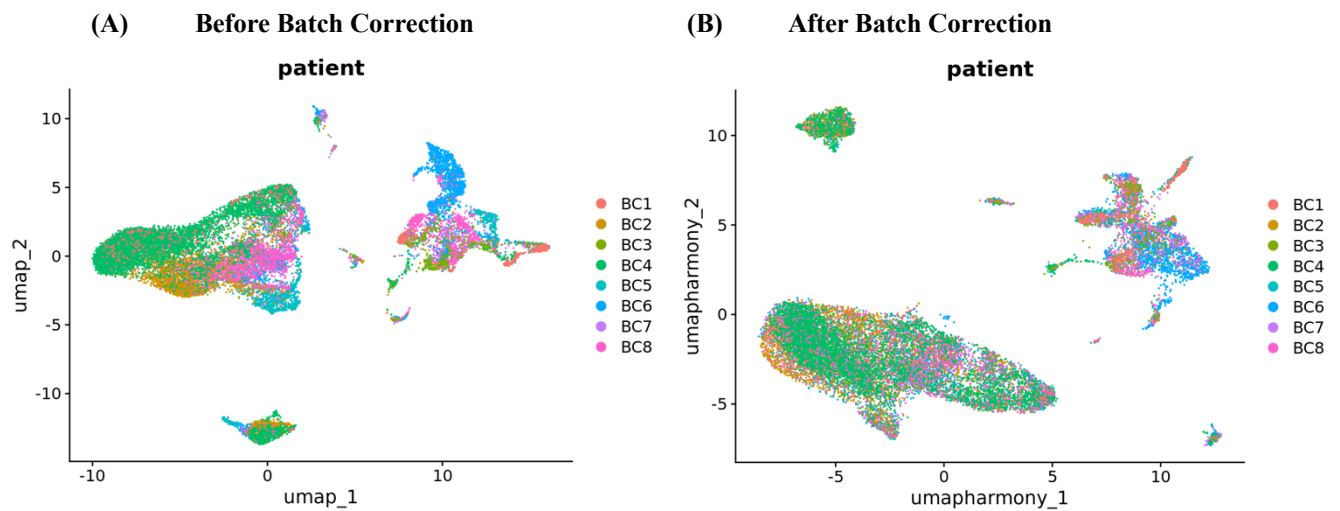 (A) Before Batch Correction
patient
umap_2
10
5
0
-5
-10
-10
0
10
umap_1
BC1
BC2
BC3
BC4
BC5
BC6
BC7
BC8
(B) After Batch Correction
patient
umapharmony_2
10
5
0
-5
-5
0
5
10
umapharmony_1
BC1
BC2
BC3
BC4
BC5
BC6
BC7
BC8